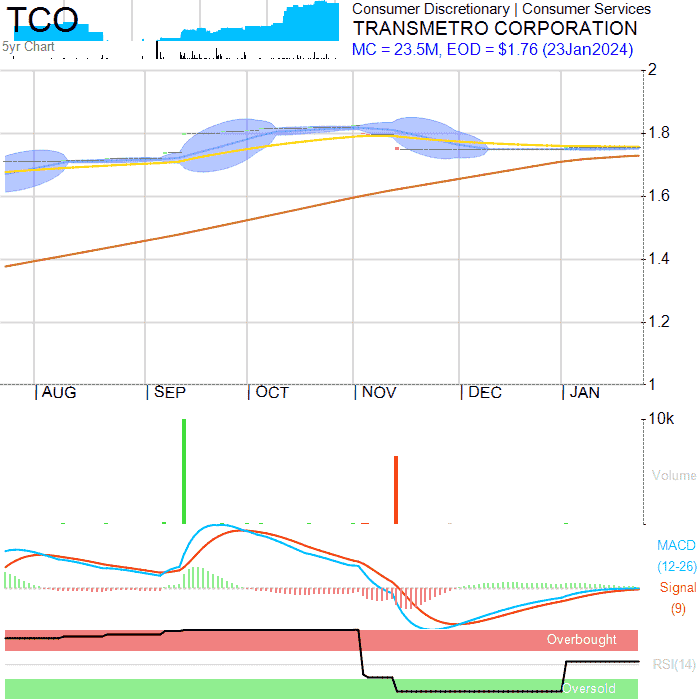 TCO
Consumer Discretionary | Consumer Services
TRANSMETRO CORPORATION
MC = 23.5M, EOD = $1.76 (23Jan2024)
5yr Chart
2
1.8
1.6
1.4
1.2
1
|AUG |SEP |OCT |NOV |DEC |JAN
10k
Volume
MACD
(12-26)
Signal
(9)
Overbought
RSI(14)
Oversold